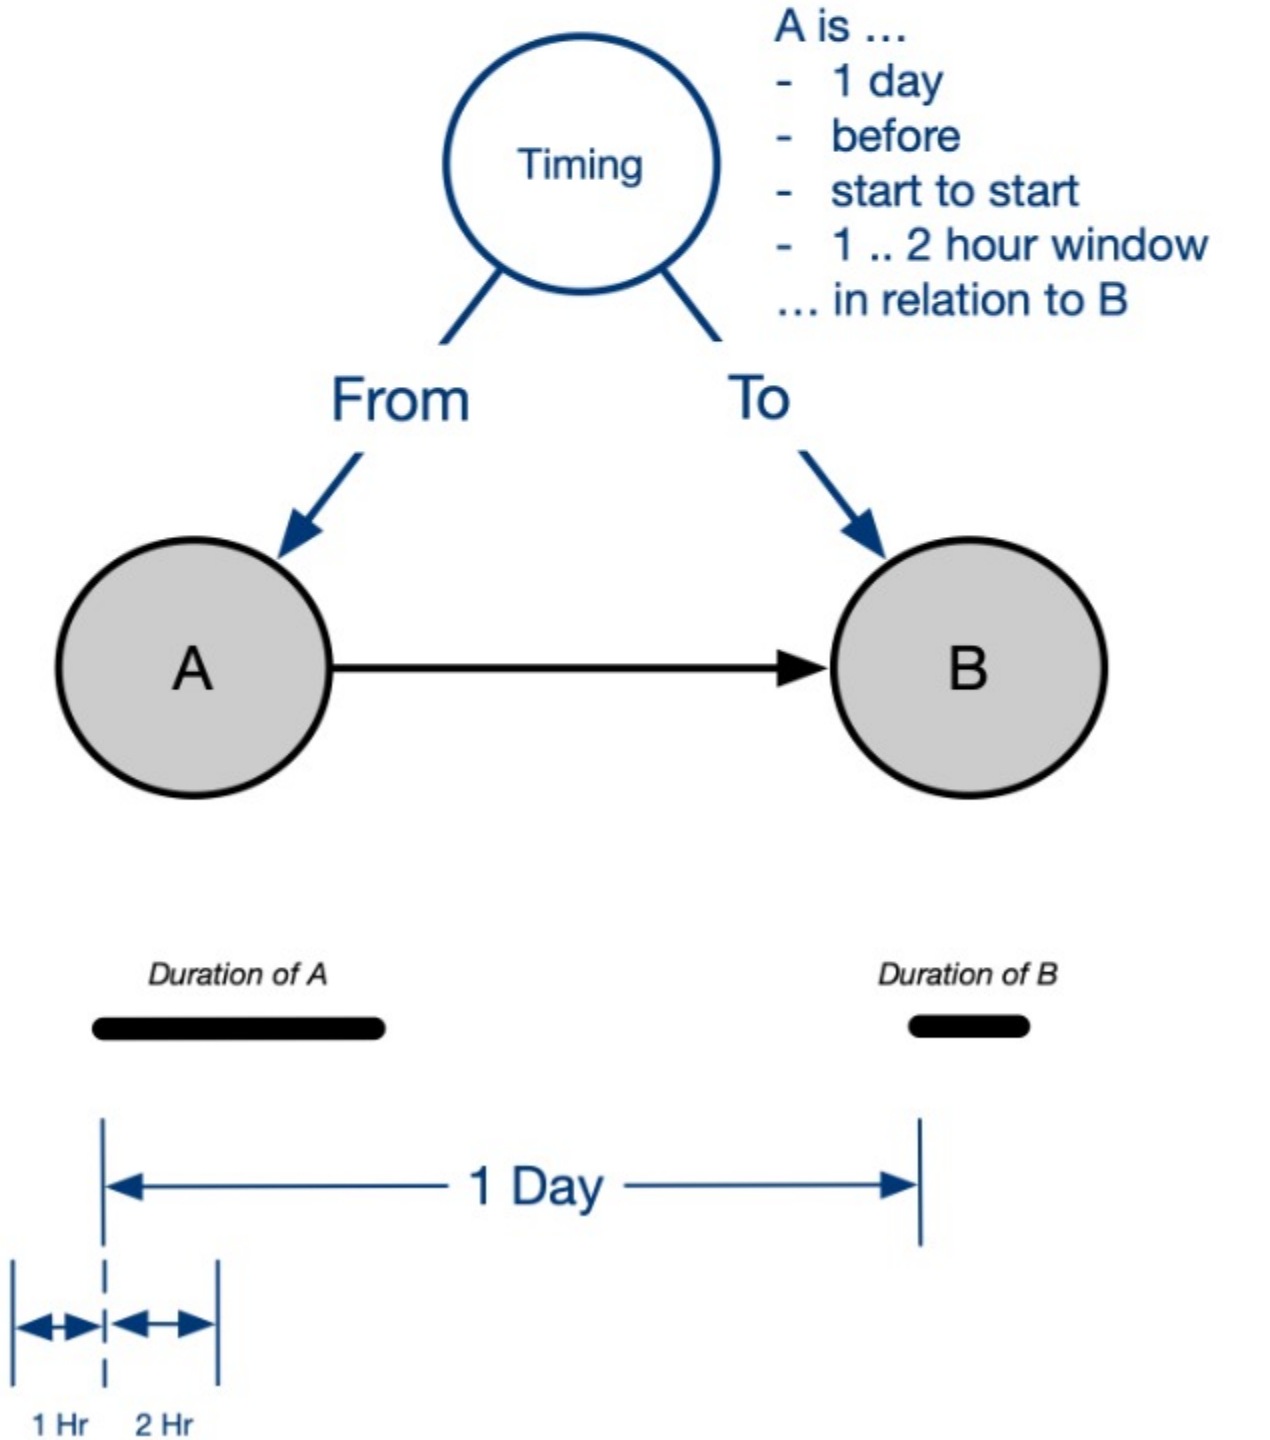 A is ...
- 1 day
- before
- start to start
- 1 .. 2 hour window
... in relation to B
Timing
From
To
A
B
Duration of A
Duration of B
1 Day
1 Hr
2 Hr